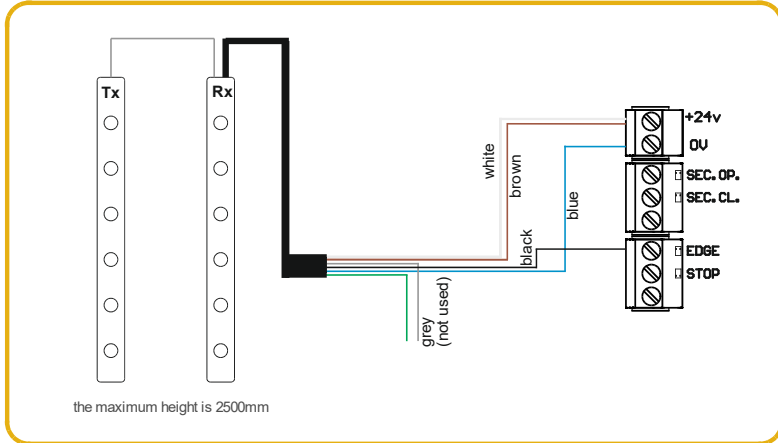 Tx
Rx
white
brown
blue
black
grey
(not used)
+24v
0V
SEC.OP.
SEC.CL.
EDGE
STOP
the maximum height is 2500mm